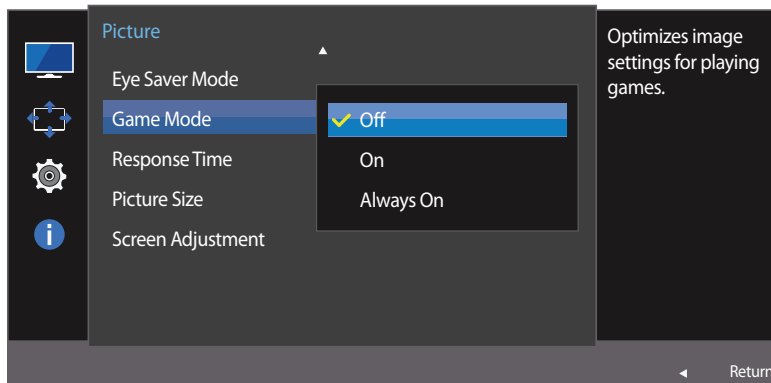 Picture
Eye Saver Mode
Game Mode
Response Time
Picture Size
Screen Adjustment
Off
On
Always On
Optimizes image
settings for playing
games.
Return